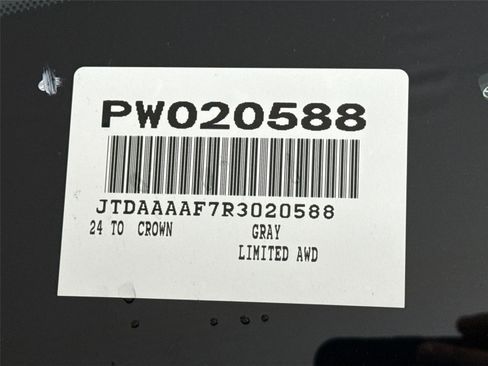 PW020588
JTDAAAAF7R3020588
24 TO CROWN GRAY
LIMITED AWD